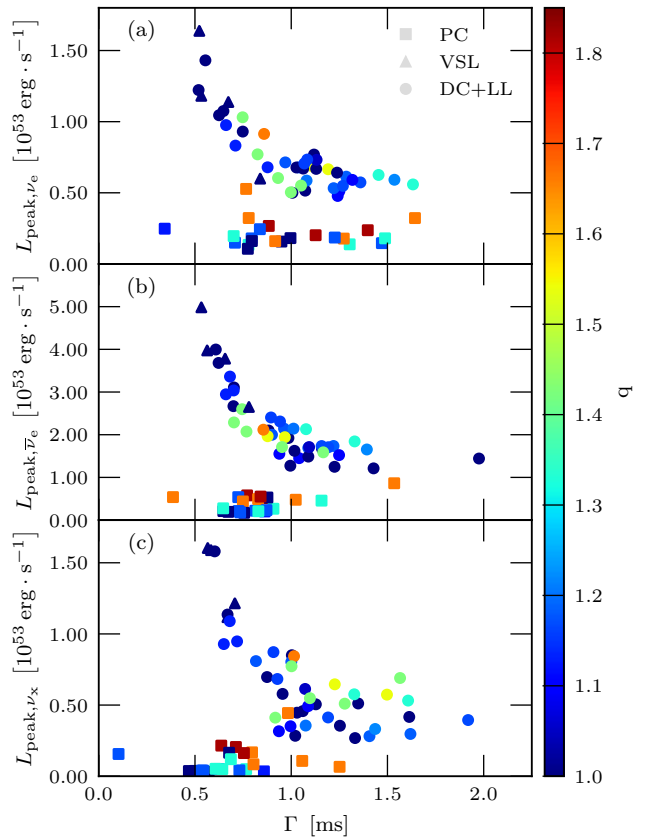 (a)
PC
VSL
DC+LL
L_peak,ν_e [10^53 erg · s^−1]
1.50
1.00
0.50
0.00
(b)
L_peak,ν̅_e [10^53 erg · s^−1]
5.00
4.00
3.00
2.00
1.00
0.00
(c)
L_peak,ν_x [10^53 erg · s^−1]
1.50
1.00
0.50
0.00
0.0
0.5
1.0
1.5
2.0
Γ [ms]
1.8
1.7
1.6
1.5
1.4
1.3
1.2
1.1
1.0
q